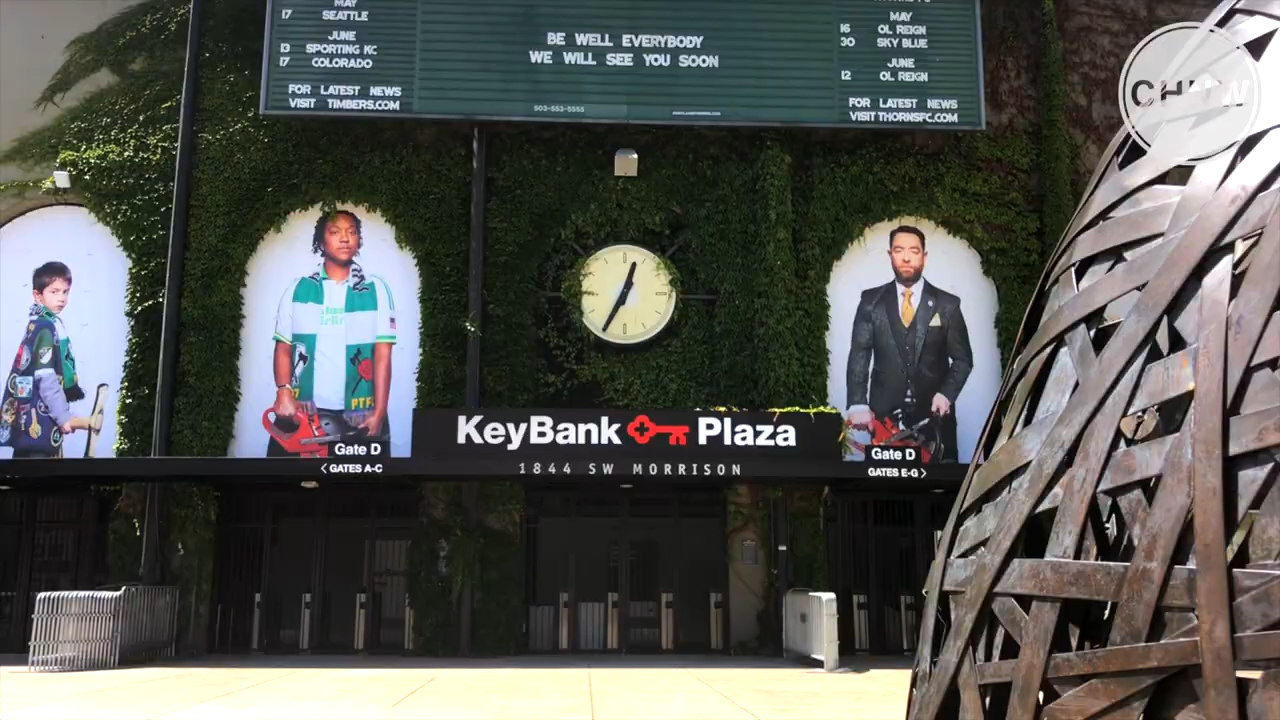 MAY
17 SEATTLE
JUNE
13 SPORTING KC
17 COLORADO
FOR LATEST NEWS
VISIT TIMBERS.COM
BE WELL EVERYBODY
WE WILL SEE YOU SOON
503-553-5555
MAY
16 OL REIGN
30 SKY BLUE
JUNE
12 OL REIGN
FOR LATEST NEWS
VISIT THORNSFC.COM
CHNW
PTFC
KeyBank Plaza
1844 SW MORRISON
Gate D
< GATES A-C
Gate D
GATES E-G >